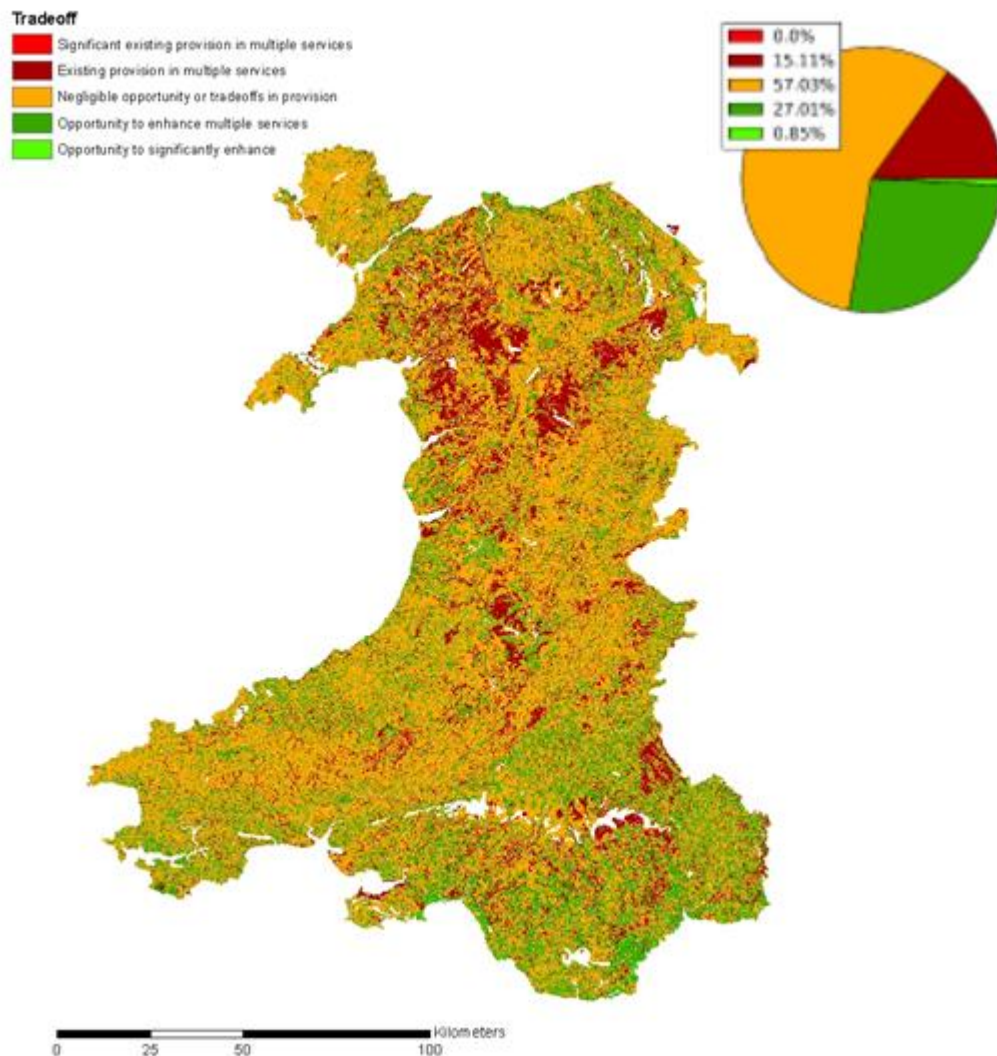 Tradeoff
Significant existing provision in multiple services
Existing provision in multiple services
Negligible opportunity or tradeoffs in provision
Opportunity to enhance multiple services
Opportunity to significantly enhance
0.0%
15.11%
57.03%
27.01%
0.85%
Kilometers
0 25 50 100